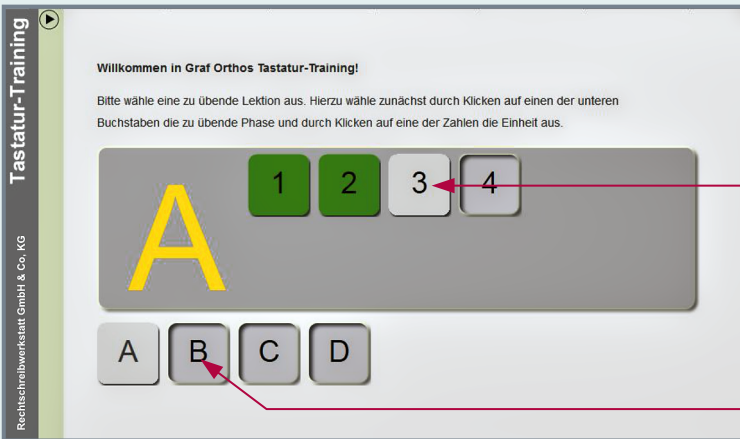 Tastatur-Training
Rechtschreibwerkstatt GmbH & Co. KG
Willkommen in Graf Orthos Tastatur-Training!
Bitte wähle eine zu übende Lektion aus. Hierzu wähle zunächst durch Klicken auf einen der unteren
Buchstaben die zu übende Phase und durch Klicken auf eine der Zahlen die Einheit aus.
A
1 2 3 4
A B C D